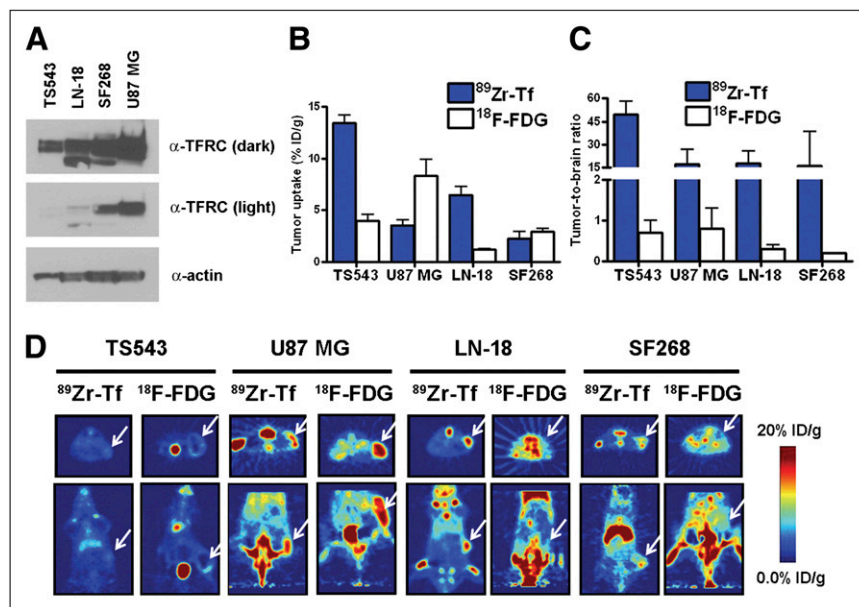 A
TS543
LN-18
SF268
U87 MG
α-TFRC (dark)
α-TFRC (light)
α-actin
B
⁸⁹Zr-Tf
¹⁸F-FDG
Tumor uptake (% ID/g)
15
10
5
0
TS543 U87 MG LN-18 SF268
C
⁸⁹Zr-Tf
¹⁸F-FDG
Tumor-to-brain ratio
60
45
30
15
2
1
0
TS543 U87 MG LN-18 SF268
D
TS543 U87 MG LN-18 SF268
⁸⁹Zr-Tf ¹⁸F-FDG ⁸⁹Zr-Tf ¹⁸F-FDG ⁸⁹Zr-Tf ¹⁸F-FDG ⁸⁹Zr-Tf ¹⁸F-FDG
20% ID/g
0.0% ID/g